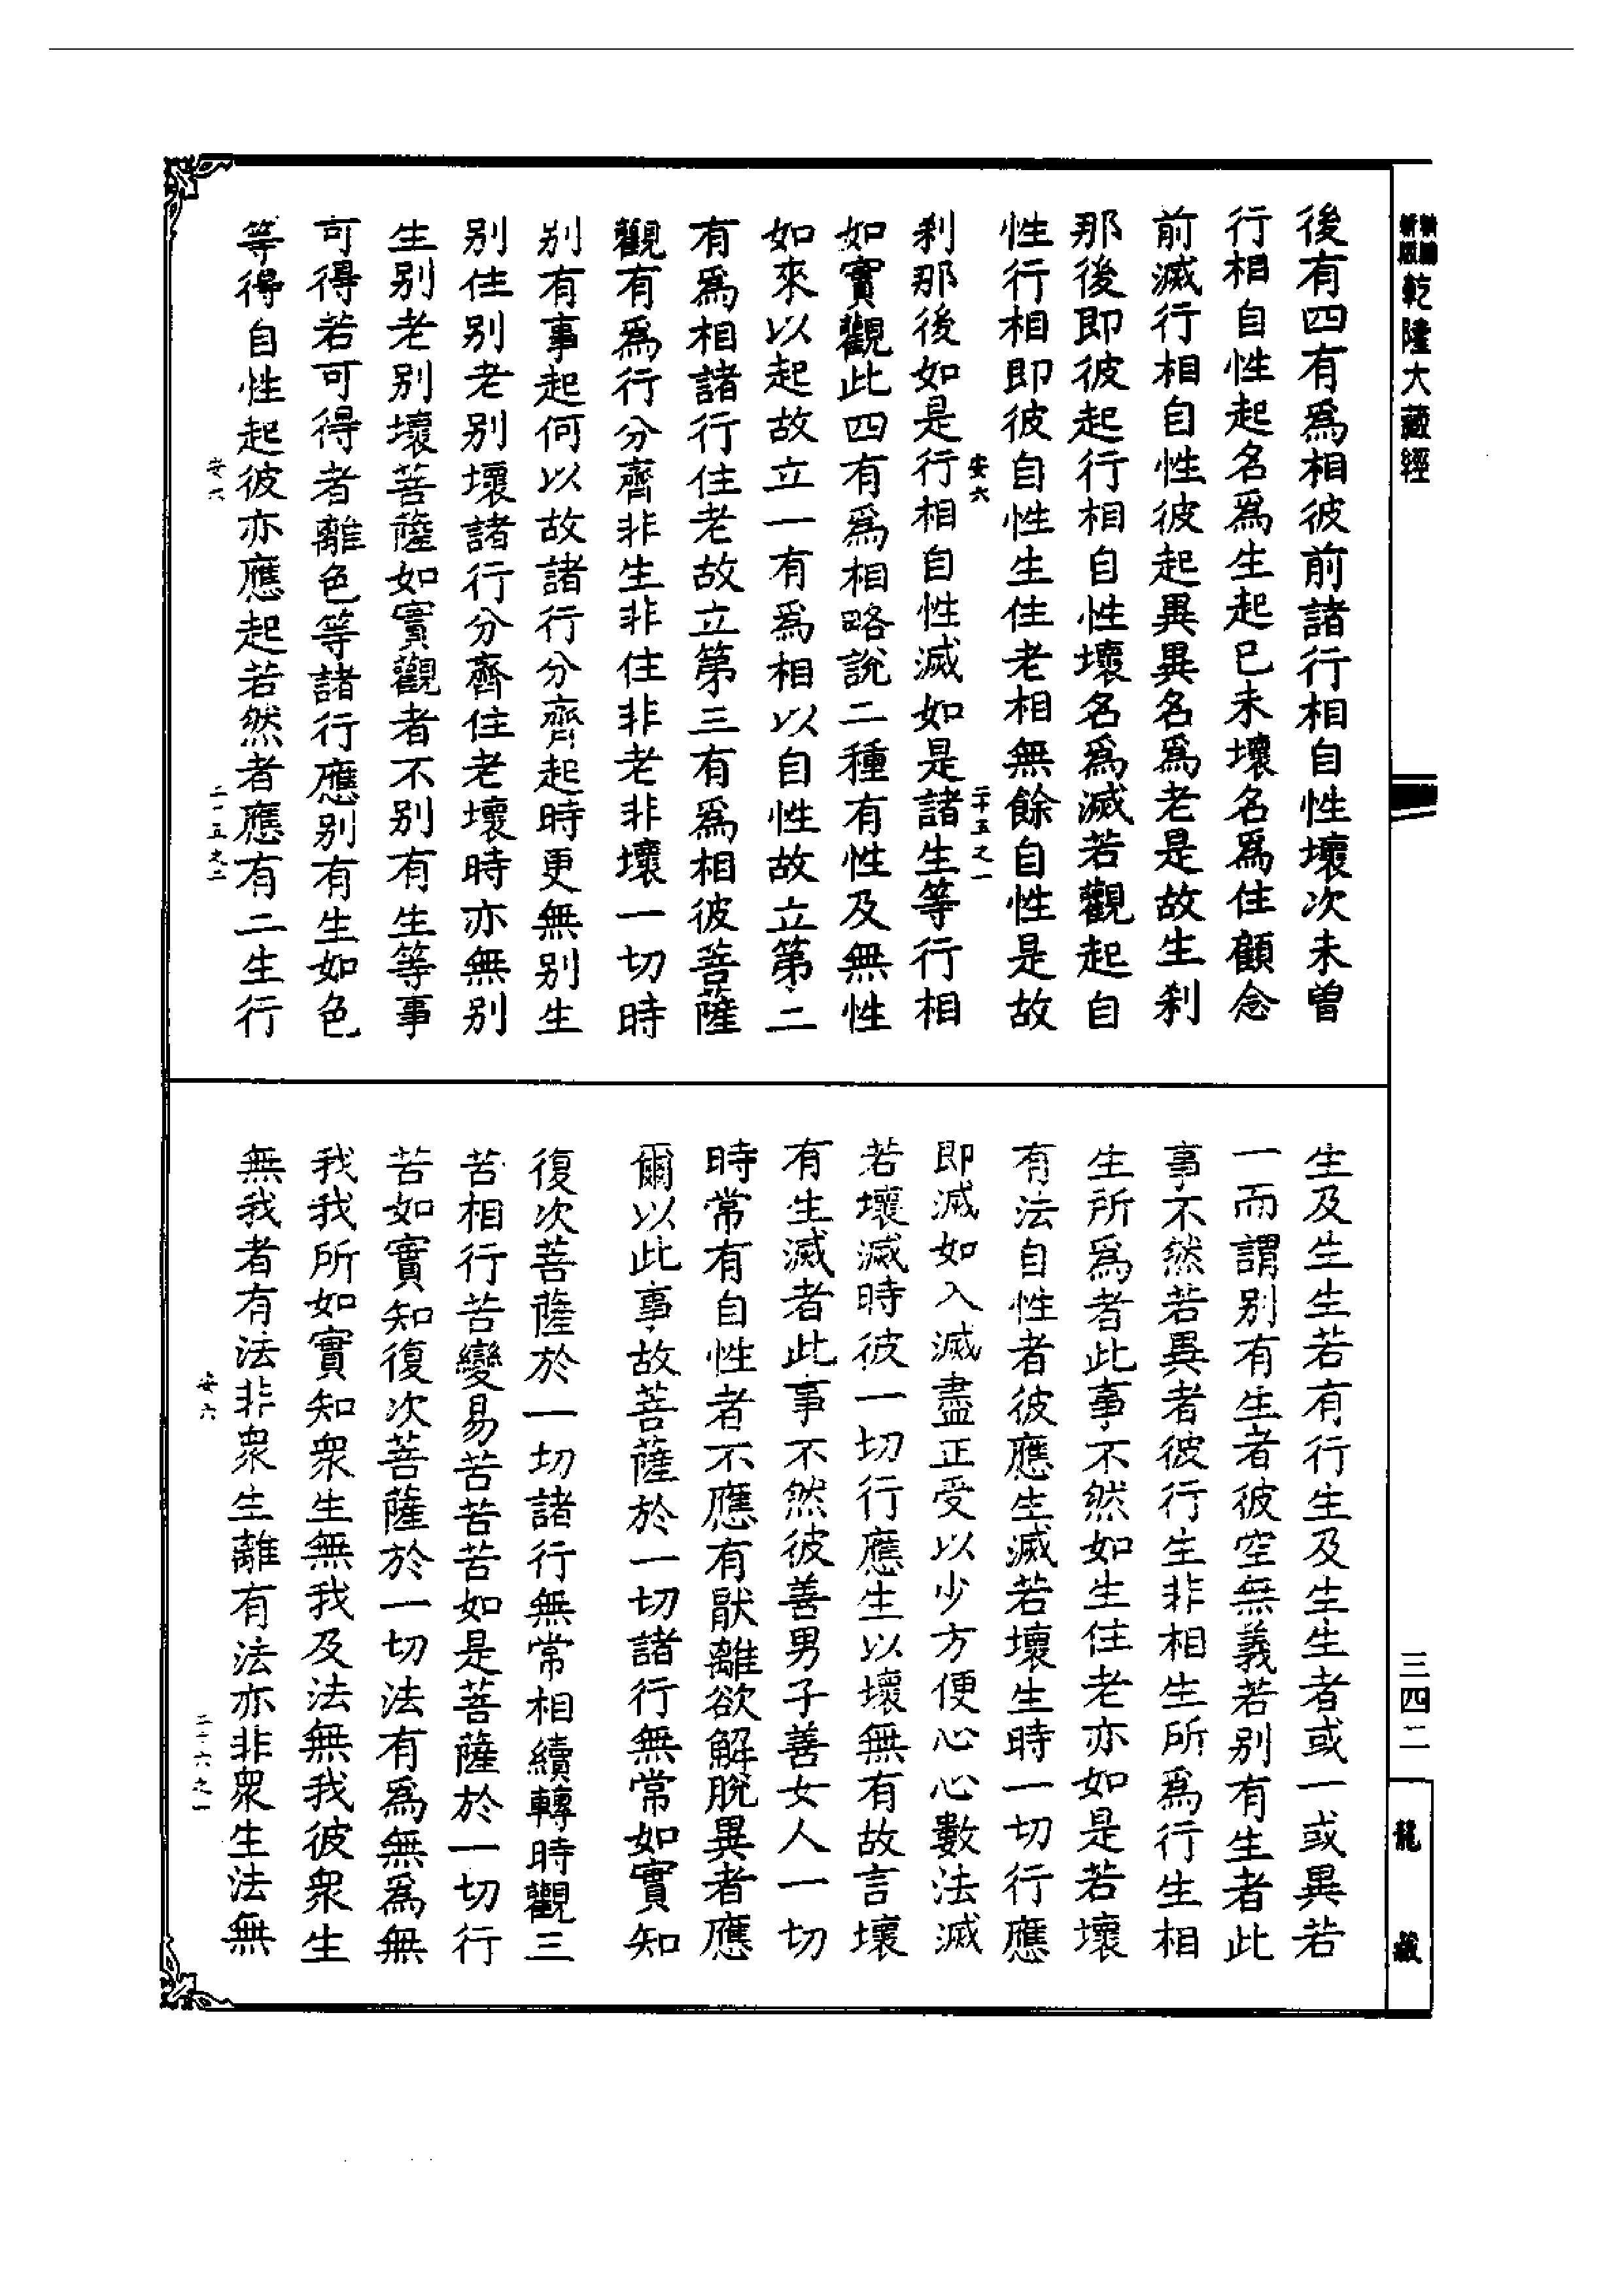 新編
新版
乾隆大藏經
後有四有爲相彼前諸行相自性壞次未曾
行相自性起名爲生起已未壞名爲住顧念
前滅行相自性彼起異異名爲老是故生刹
那後即彼起行相自性壞名爲滅若觀起自
性行相即彼自性生住老相無餘自性是故
安六
二十五之一
刹那後如是行相自性滅如是諸生等行相
如實觀此四有爲相略說二種有性及無性
如來以起故立一有爲相以自性故立第二
有爲相諸行住老故立第三有爲相彼菩薩
觀有爲行分齊非生非住非老非壞一切時
別有事起何以故諸行分齊起時更無別生
別住別老別壞諸行分齊住老壞時亦無別
生別老別壞菩薩如實觀者不別有生等事
可得若可得者離色等諸行應別有生如色
等得自性起彼亦應起若然者應有二生行
安六
二十五之二
生及生生若有行生及生生者或一或異若
一而謂別有生者彼空無義若別有生者此
事不然若異者彼行生非相生所爲行生相
生所爲者此事不然如生住老亦如是若壞
有法自性者彼應生滅若壞生時一切行應
即滅如入滅盡正受以少方便心心數法滅
若壞滅時彼一切行應生以壞無有故言壞
有生滅者此事不然彼善男子善女人一切
時常有自性者不應有厭離欲解脫異者應
爾以此事故菩薩於一切諸行無常如實知
復次菩薩於一切諸行無常相續轉時觀三
苦相行苦變易苦苦苦如是菩薩於一切行
苦如實知復次菩薩於一切法有爲無爲無
我我所如實知衆生無我及法無我彼衆生
無我者有法非衆生離有法亦非衆生法無
安六
二十六之一
三四二
龍藏